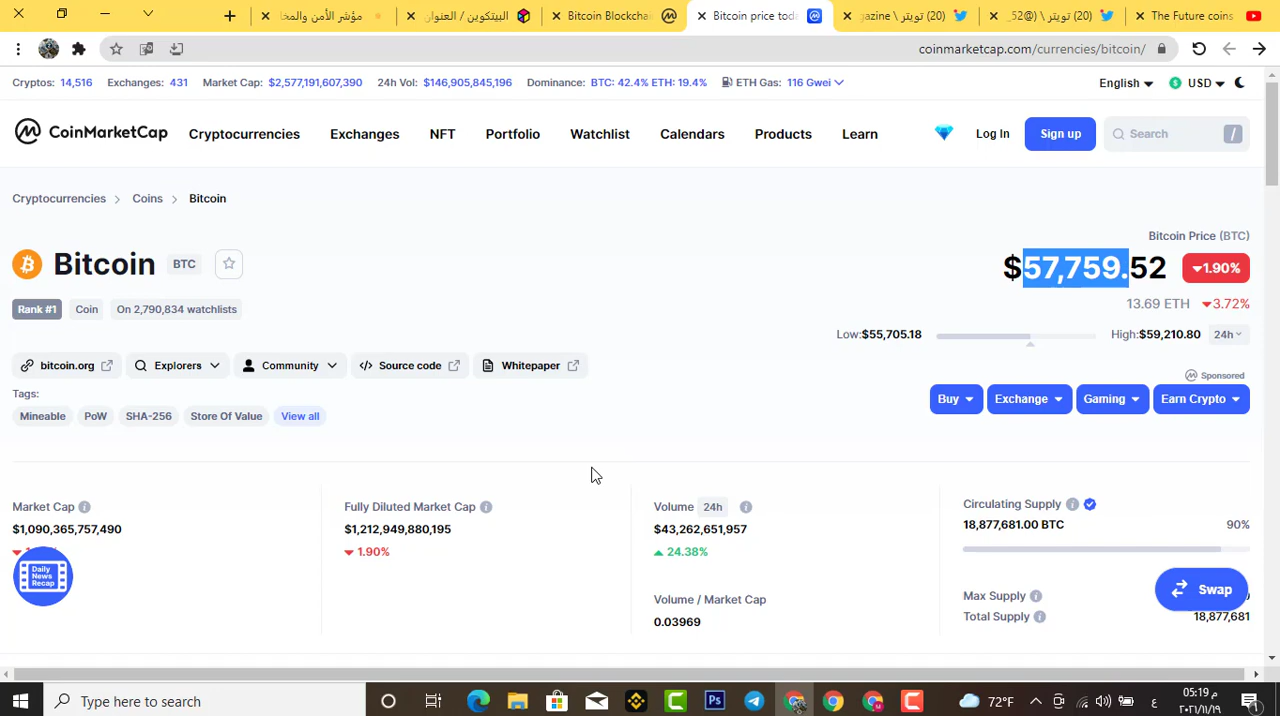 مؤشر الأمن والمخا
البيتكوين / العنوان
Bitcoin Blockcha
Bitcoin price tod
agazine \ تويتر (20)
_52@) \ تويتر (20)
The Future coins
coinmarketcap.com/currencies/bitcoin/
Cryptos: 14,516 Exchanges: 431 Market Cap: $2,577,191,607,390 24h Vol: $146,905,845,196 Dominance: BTC: 42.4% ETH: 19.4% ETH Gas: 116 Gwei English USD
CoinMarketCap Cryptocurrencies Exchanges NFT Portfolio Watchlist Calendars Products Learn Log In Sign up Search /
Cryptocurrencies > Coins > Bitcoin
Bitcoin Price (BTC)
Bitcoin BTC
$57,759.52 1.90%
13.69 ETH 3.72%
Rank #1 Coin On 2,790,834 watchlists
Low:$55,705.18 High:$59,210.80 24h
bitcoin.org Explorers Community Source code Whitepaper
Sponsored
Tags:
Buy Exchange Gaming Earn Crypto
Mineable PoW SHA-256 Store Of Value View all
Market Cap
$1,090,365,757,490
Daily
News
Recap
Fully Diluted Market Cap
$1,212,949,880,195
1.90%
Volume 24h
$43,262,651,957
24.38%
Volume / Market Cap
0.03969
Circulating Supply
18,877,681.00 BTC 90%
Max Supply
Total Supply 18,877,681
Swap
Type here to search
Ps
72°F
ع
05:19 م
٢٠٢١/١١/١٩